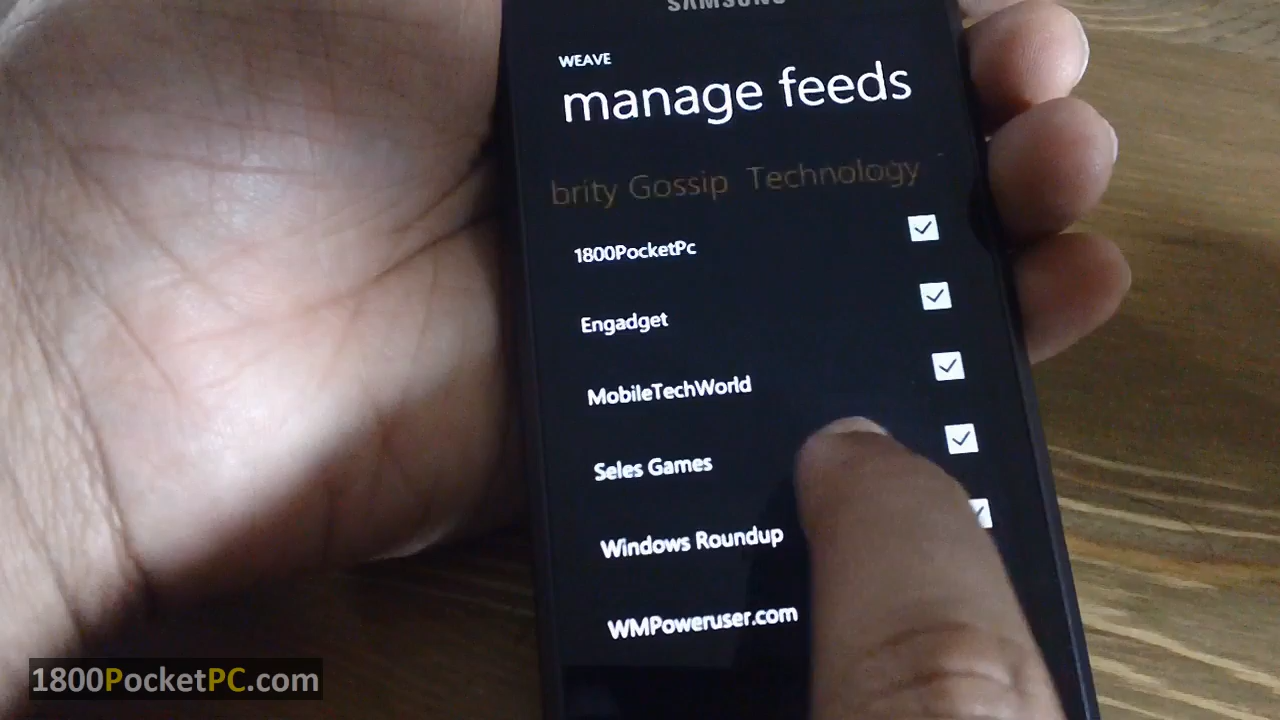 SAMSUNG
WEAVE
manage feeds
brity Gossip Technology
1800PocketPc
Engadget
MobileTechWorld
Seles Games
Windows Roundup
WMPoweruser.com
1800PocketPC.com